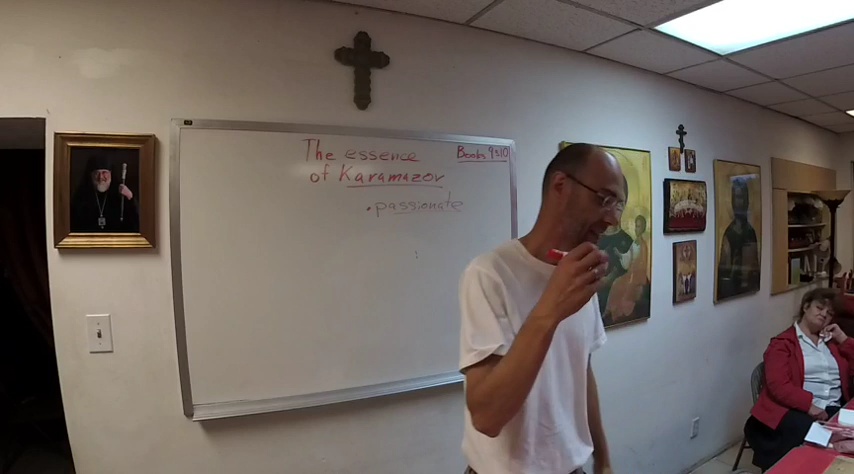 The essence
of Karamazov
Books 9±10
• passionate